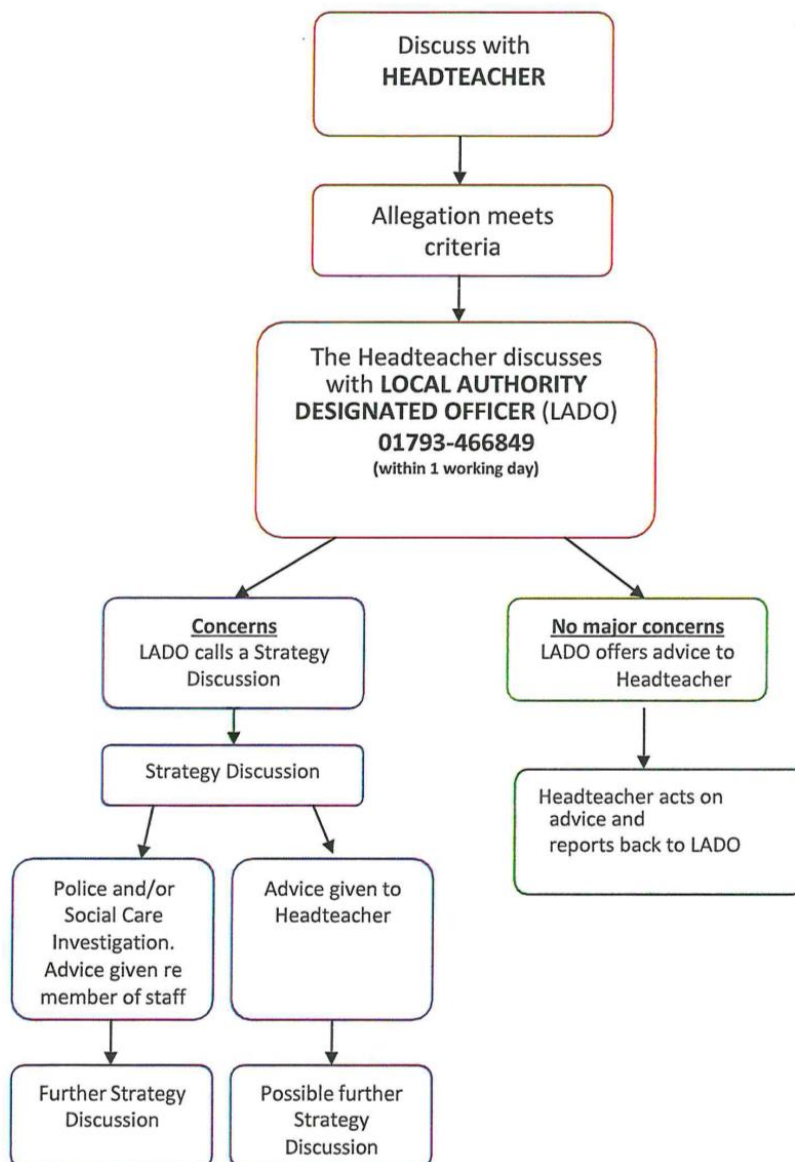 Discuss with
HEADTEACHER
Allegation meets
criteria
The Headteacher discusses
with LOCAL AUTHORITY
DESIGNATED OFFICER (LADO)
01793-466849
(within 1 working day)
Concerns
LADO calls a Strategy
Discussion
No major concerns
LADO offers advice to
Headteacher
Strategy Discussion
Headteacher acts on
advice and
reports back to LADO
Police and/or
Social Care
Investigation.
Advice given re
member of staff
Advice given to
Headteacher
Further Strategy
Discussion
Possible further
Strategy
Discussion